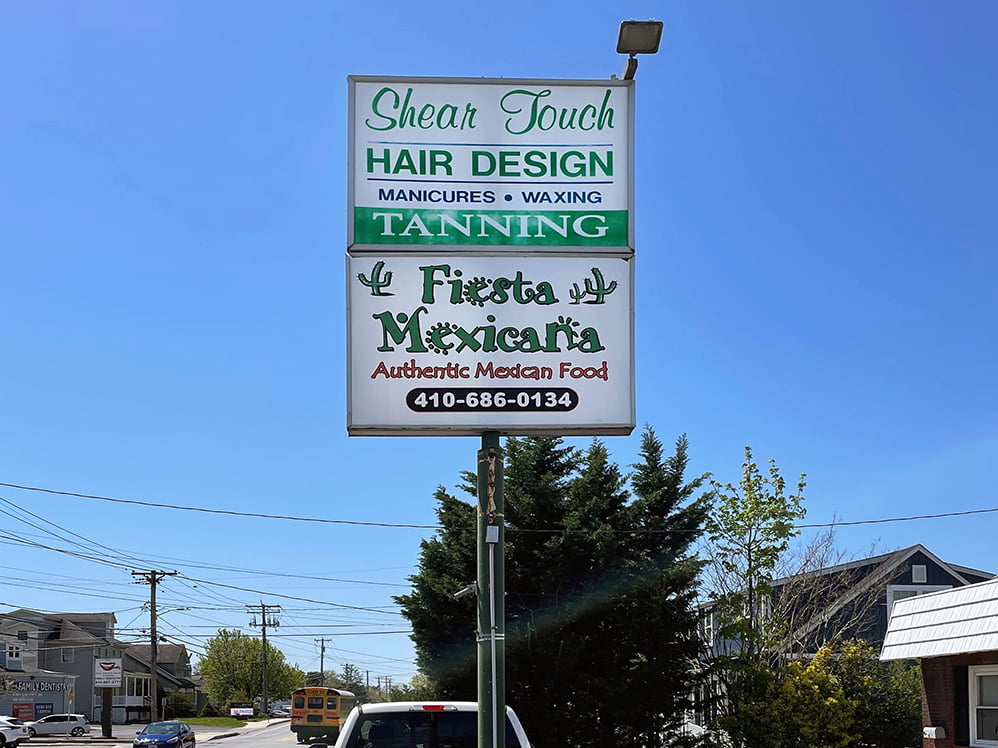 Shear Touch
HAIR DESIGN
MANICURES • WAXING
TANNING
Fiesta
Mexicana
Authentic Mexican Food
410-686-0134
FAMILY DENTISTRY